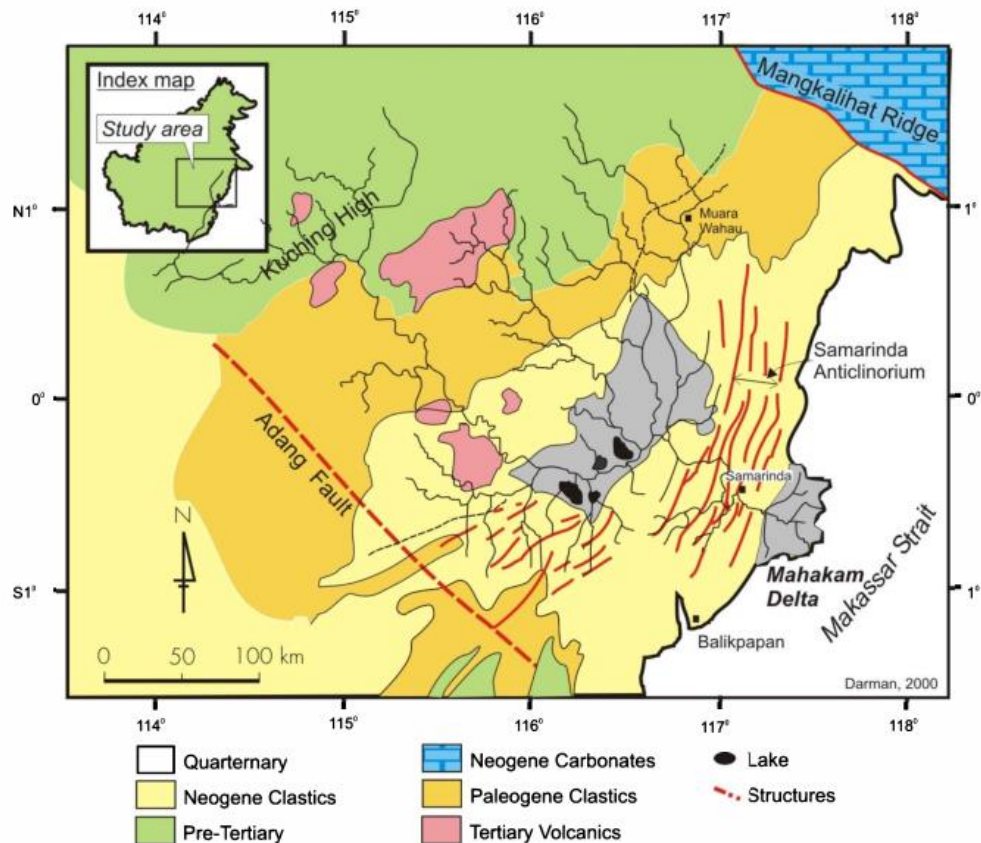 114°
115°
116°
117°
118°
Index map
Study area
Mangkalihat Ridge
N1°
1°
Kuching High
Muara
Wahau
Samarinda
Anticlinorium
0°
0°
Adang Fault
Samarinda
N
S1°
1°
Mahakam
Delta
Makassar Strait
Balikpapan
0 50 100 km
Darman, 2000
114°
115°
116°
117°
118°
Quarternary
Neogene Carbonates
Lake
Neogene Clastics
Paleogene Clastics
Structures
Pre-Tertiary
Tertiary Volcanics